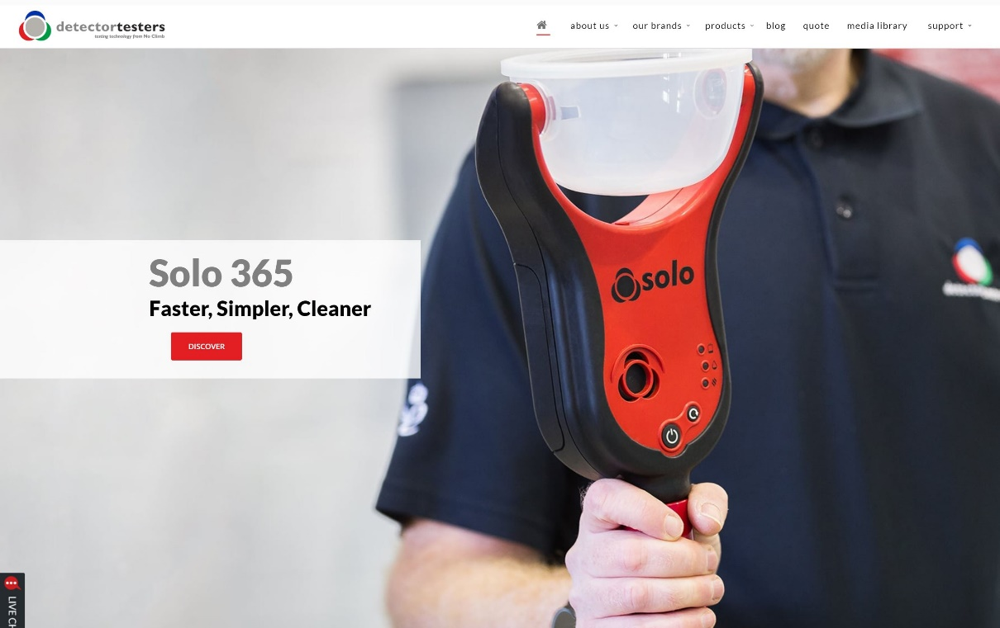 detectortesters
testing technology from No Climb
about us
our brands
products
blog
quote
media library
support
Solo 365
Faster, Simpler, Cleaner
DISCOVER
solo
LIVE CH